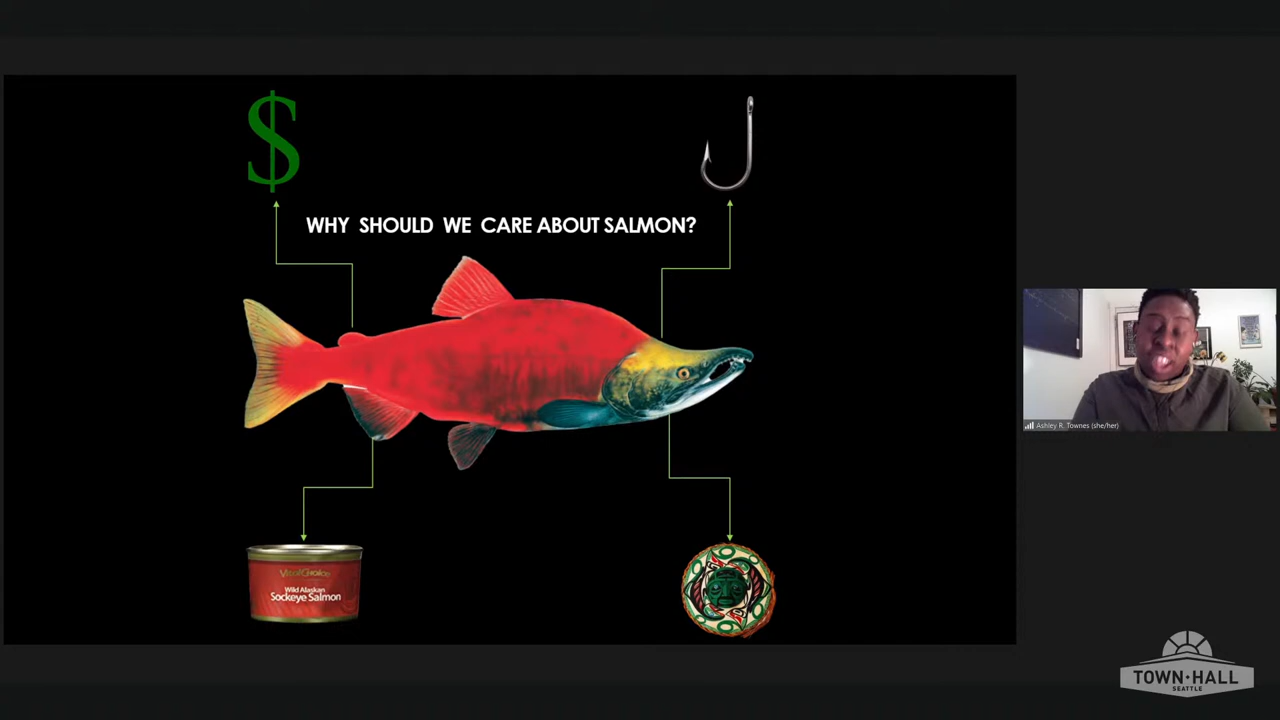 $
WHY SHOULD WE CARE ABOUT SALMON?
VitalChoice
Wild Alaskan
Sockeye Salmon
Ashley R. Townes (she/her)
TOWN·HALL
SEATTLE